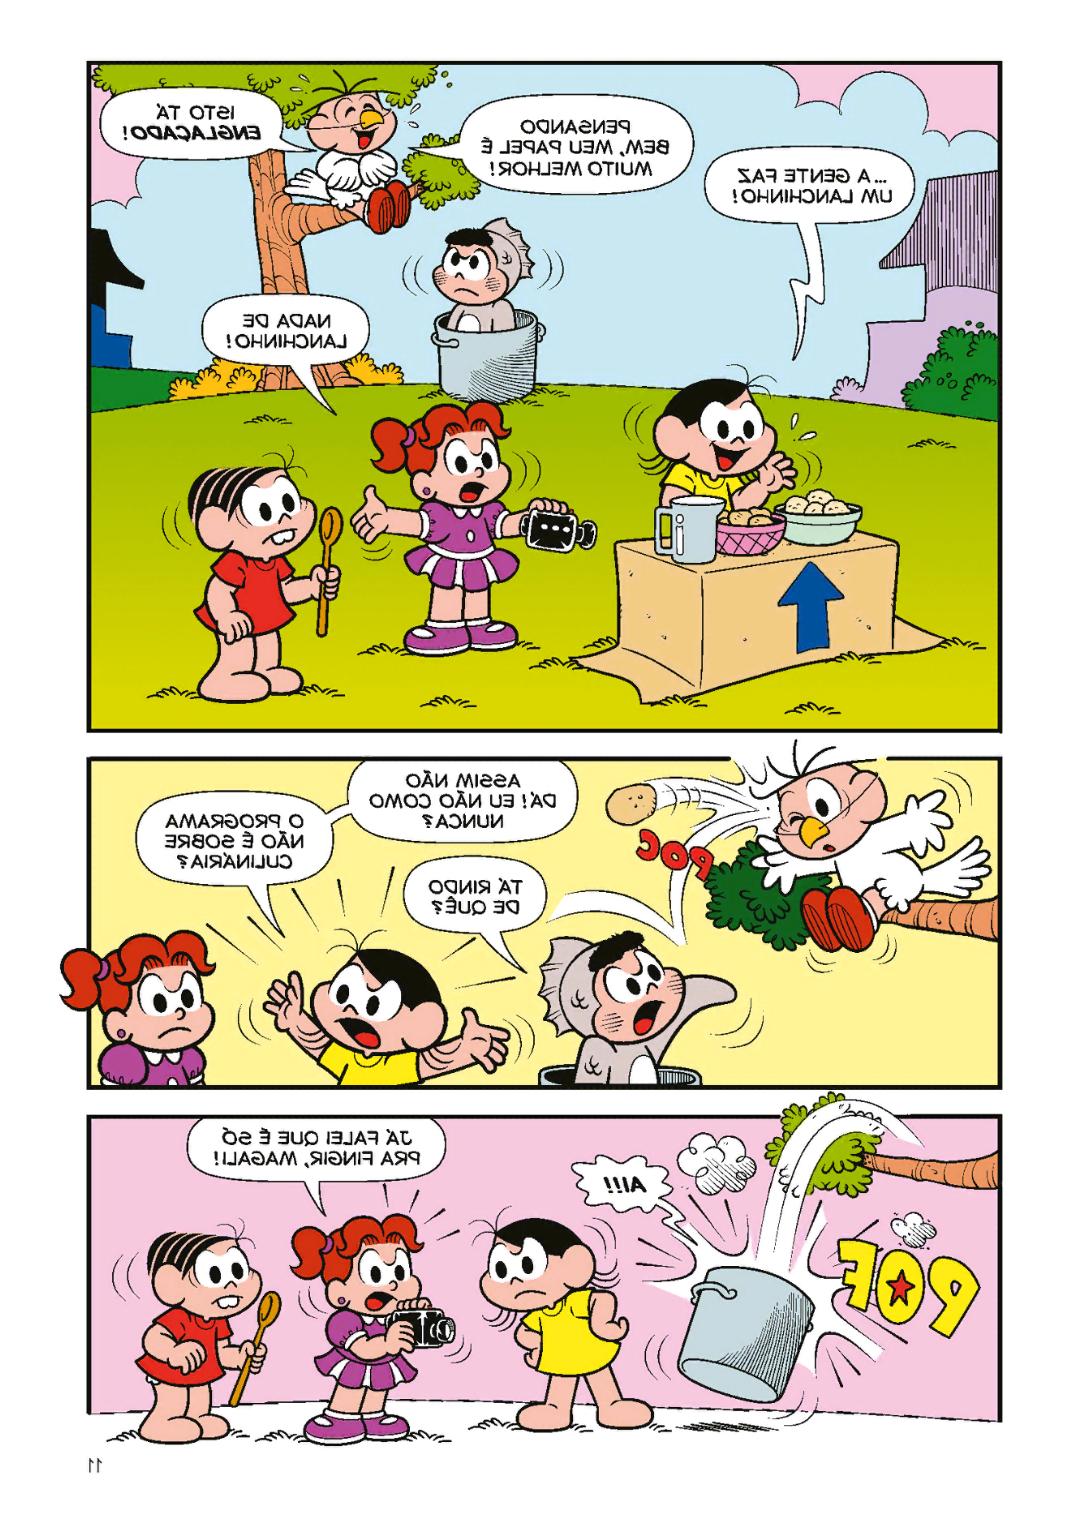 ... A GENTE FAZ
UM LANCHINHO!
PENSANDO
BEM, MEU PAPEL É
MUITO MELHOR!
ISTO TÁ
ENGLAÇADO!
NADA DE
LANCHINHO!
POC
TÁ RINDO
DE QUÊ?
ASSIM NÃO
DÁ! EU NÃO COMO
NUNCA?
O PROGRAMA
NÃO É SOBRE
CULINÁRIA?
POF
AI!!!
JÁ FALEI QUE É SÓ
PRA FINGIR, MAGALI!
11